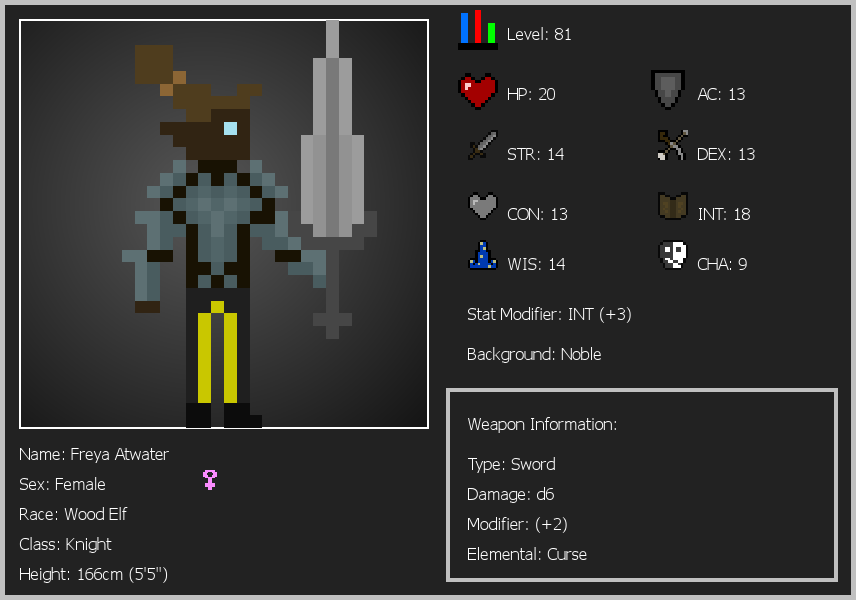 Level: 81
HP: 20
AC: 13
STR: 14
DEX: 13
CON: 13
INT: 18
WIS: 14
CHA: 9
Stat Modifier: INT (+3)
Background: Noble
Weapon Information:
Type: Sword
Damage: d6
Modifier: (+2)
Elemental: Curse
Name: Freya Atwater
Sex: Female
Race: Wood Elf
Class: Knight
Height: 166cm (5'5")